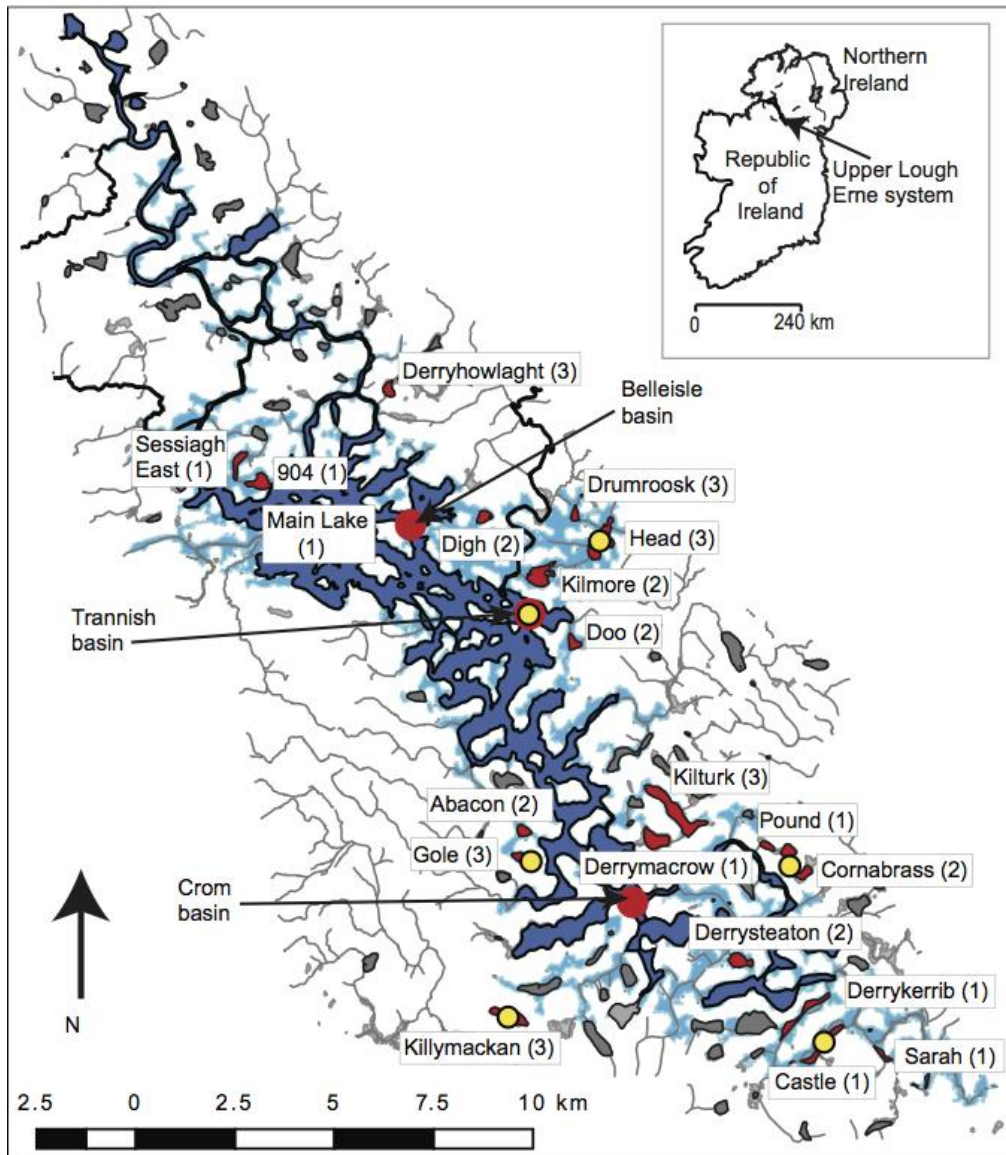 Northern
Ireland
Republic
of
Ireland
Upper Lough
Erne system
0
240 km
Derryhowlaght (3)
Belleisle
basin
Sessiagh
East (1)
904 (1)
Drumroosk (3)
Main Lake
(1)
Digh (2)
Head (3)
Kilmore (2)
Trannish
basin
Doo (2)
Kilturk (3)
Abacon (2)
Pound (1)
Gole (3)
Derrymacrow (1)
Cornabrass (2)
Crom
basin
Derrysteaton (2)
Derrykerrib (1)
N
Killymackan (3)
Sarah (1)
Castle (1)
2.5 0 2.5 5 7.5 10 km